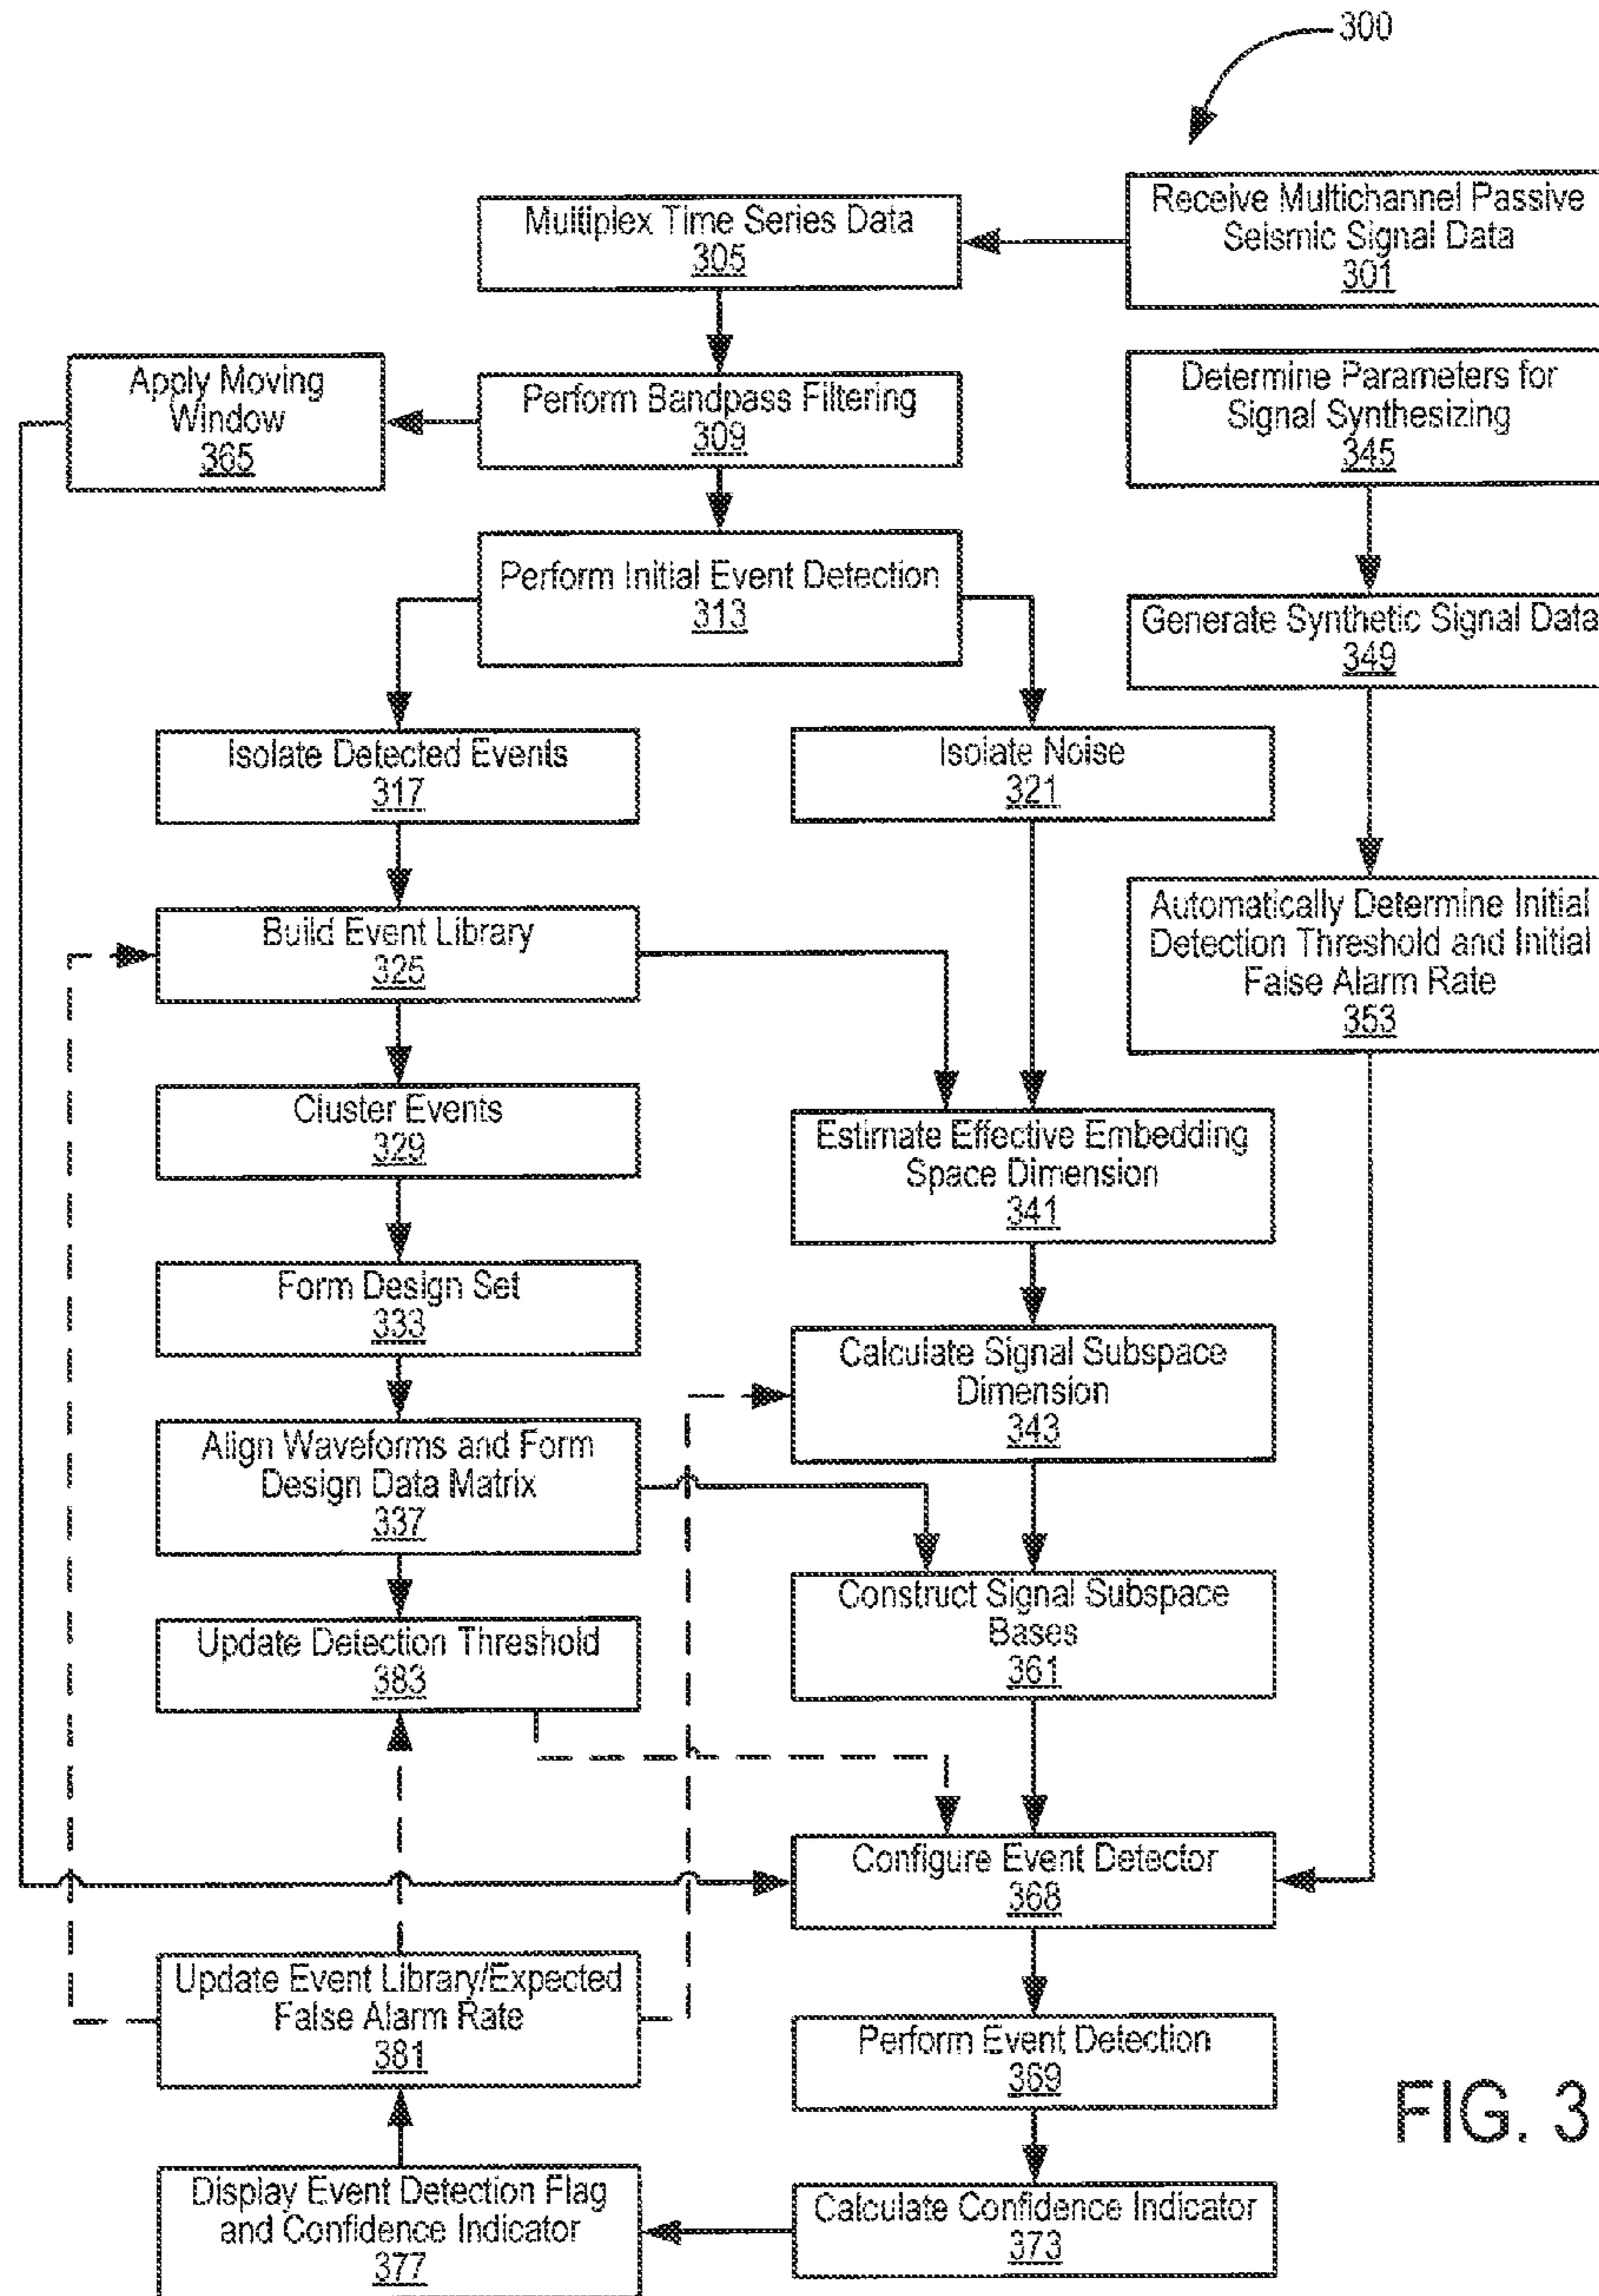 300
Receive Multichannel Passive
Seismic Signal Data
301
Multiplex Time Series Data
305
Determine Parameters for
Signal Synthesizing
345
Apply Moving
Window
365
Perform Bandpass Filtering
309
Perform Initial Event Detection
313
Generate Synthetic Signal Data
349
Isolate Detected Events
317
Isolate Noise
321
Automatically Determine Initial
Detection Threshold and Initial
False Alarm Rate
353
Build Event Library
325
Cluster Events
329
Estimate Effective Embedding
Space Dimension
341
Form Design Set
333
Calculate Signal Subspace
Dimension
343
Align Waveforms and Form
Design Data Matrix
337
Construct Signal Subspace
Bases
361
Update Detection Threshold
383
Configure Event Detector
368
Update Event Library/Expected
False Alarm Rate
381
Perform Event Detection
369
Display Event Detection Flag
and Confidence Indicator
377
Calculate Confidence Indicator
373
FIG. 3